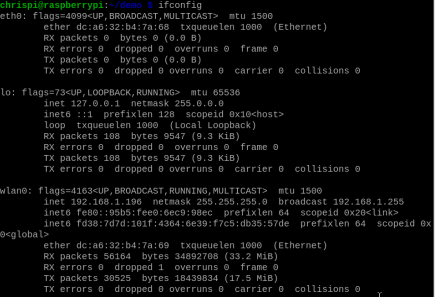 chrispi@raspberrypi:~/demo $ ifconfig
eth0: flags=4099<UP,BROADCAST,MULTICAST>  mtu 1500
        ether dc:a6:32:b4:7a:68  txqueuelen 1000  (Ethernet)
        RX packets 0  bytes 0 (0.0 B)
        RX errors 0  dropped 0  overruns 0  frame 0
        TX packets 0  bytes 0 (0.0 B)
        TX errors 0  dropped 0 overruns 0  carrier 0  collisions 0

lo: flags=73<UP,LOOPBACK,RUNNING>  mtu 65536
        inet 127.0.0.1  netmask 255.0.0.0
        inet6 ::1  prefixlen 128  scopeid 0x10<host>
        loop  txqueuelen 1000  (Local Loopback)
        RX packets 108  bytes 9547 (9.3 KiB)
        RX errors 0  dropped 0  overruns 0  frame 0
        TX packets 108  bytes 9547 (9.3 KiB)
        TX errors 0  dropped 0 overruns 0  carrier 0  collisions 0

wlan0: flags=4163<UP,BROADCAST,RUNNING,MULTICAST>  mtu 1500
        inet 192.168.1.196  netmask 255.255.255.0  broadcast 192.168.1.255
        inet6 fe80::95b5:fee0:6ec9:98ec  prefixlen 64  scopeid 0x20<link>
        inet6 fd38:7d7d:101f:4364:6e39:f7c5:db35:57de  prefixlen 64  scopeid 0x
0<global>
        ether dc:a6:32:b4:7a:69  txqueuelen 1000  (Ethernet)
        RX packets 56164  bytes 34892708 (33.2 MiB)
        RX errors 0  dropped 1  overruns 0  frame 0
        TX packets 30525  bytes 18439834 (17.5 MiB)
        TX errors 0  dropped 0 overruns 0  carrier 0  collisions 0